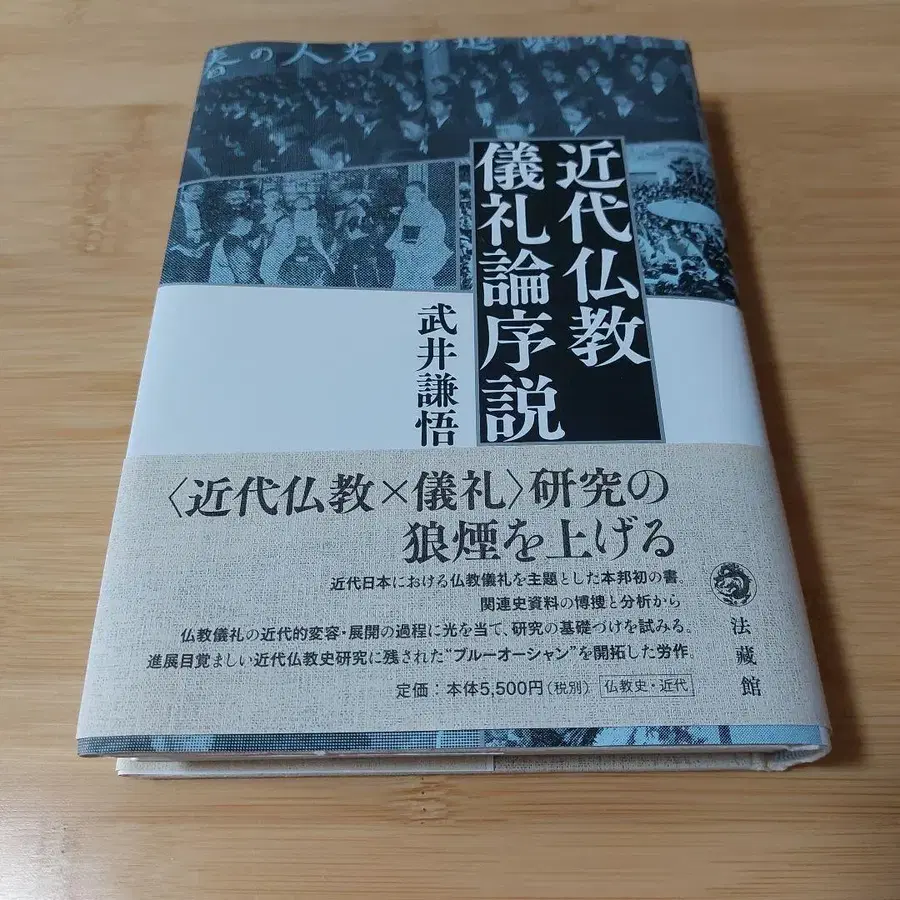 近代仏教
儀礼論序説
武井謙悟
〈近代仏教×儀礼〉研究の
狼煙を上げる
近代日本における仏教儀礼を主題とした本邦初の書。
関連史資料の博捜と分析から
仏教儀礼の近代的変容・展開の過程に光を当て、研究の基礎づけを試みる。
進展目覚ましい近代仏教史研究に残された“ブルーオーシャン”を開拓した労作。
定価：本体5,500円（税別） 仏教史・近代
法藏館